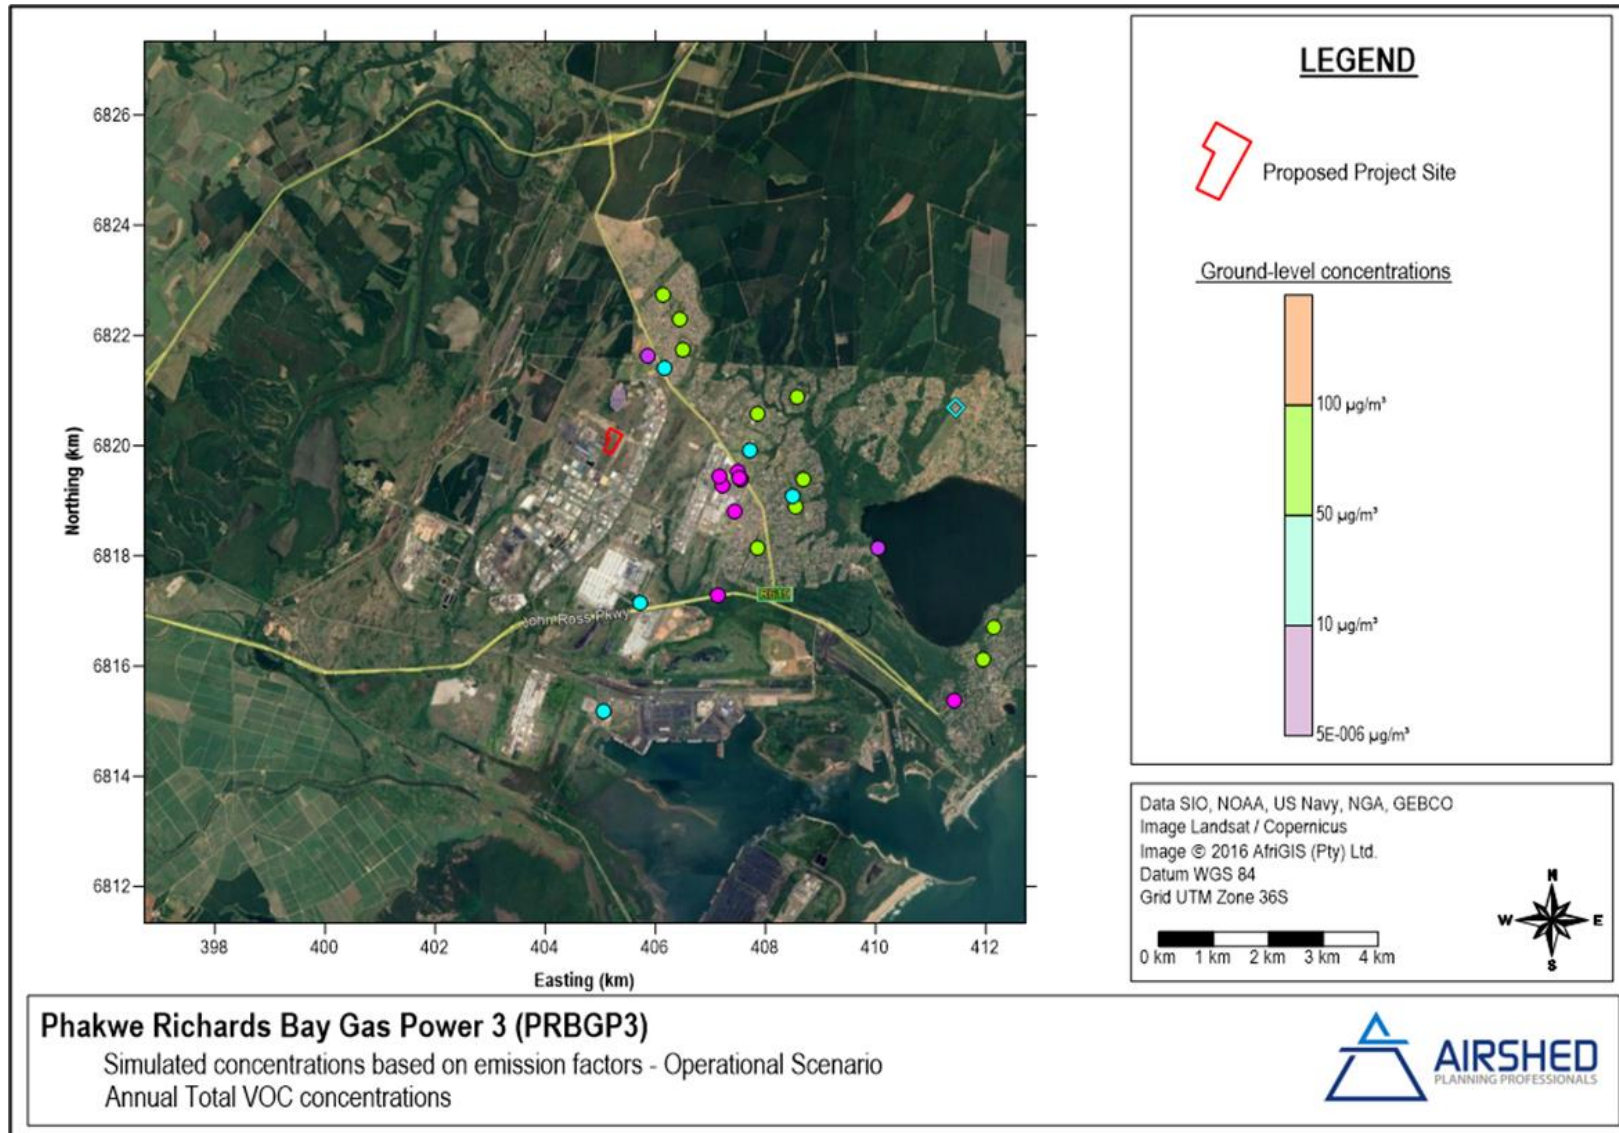 6826
6824
6822
6820
6818
6816
6814
6812
Northing (km)
398
400
402
404
406
408
410
412
Easting (km)
R619
John Ross Pkwy
LEGEND
Proposed Project Site
Ground-level concentrations
100 µg/m³
50 µg/m³
10 µg/m³
5E-006 µg/m³
Data SIO, NOAA, US Navy, NGA, GEBCO
Image Landsat / Copernicus
Image © 2016 AfriGIS (Pty) Ltd.
Datum WGS 84
Grid UTM Zone 36S
0 km 1 km 2 km 3 km 4 km
N
W E
S
Phakwe Richards Bay Gas Power 3 (PRBGP3)
Simulated concentrations based on emission factors - Operational Scenario
Annual Total VOC concentrations
AIRSHED
PLANNING PROFESSIONALS